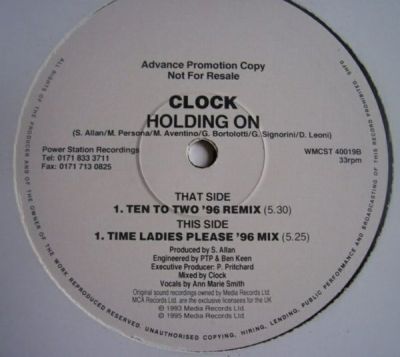 Advance Promotion Copy
Not For Resale
CLOCK
HOLDING ON
(S. Allan/M. Persona/M. Aventino/G. Bortolotti/G. Signorini/D. Leoni)
Power Station Recordings
Tel: 0171 833 3711
Fax: 0171 713 0825
WMCST 40019B
33rpm
THAT SIDE
1. TEN TO TWO '96 REMIX (5.30)
THIS SIDE
1. TIME LADIES PLEASE '96 MIX (5.25)
Produced by S. Allan
Engineered by PTP & Ben Keen
Executive Producer: P. Pritchard
Mixed by Clock
Vocals by Ann Marie Smith
Original sound recordings owned by Media Records Ltd.
MCA Records Ltd. are the exclusive licensees for the UK
℗ 1993 Media Records Ltd
© 1995 Media Records Ltd.
ALL RIGHTS OF THE PRODUCER AND OF THE OWNER OF THE WORK REPRODUCED RESERVED. UNAUTHORISED COPYING, HIRING, LENDING, PUBLIC PERFORMANCE AND BROADCASTING OF THIS RECORD PROHIBITED.